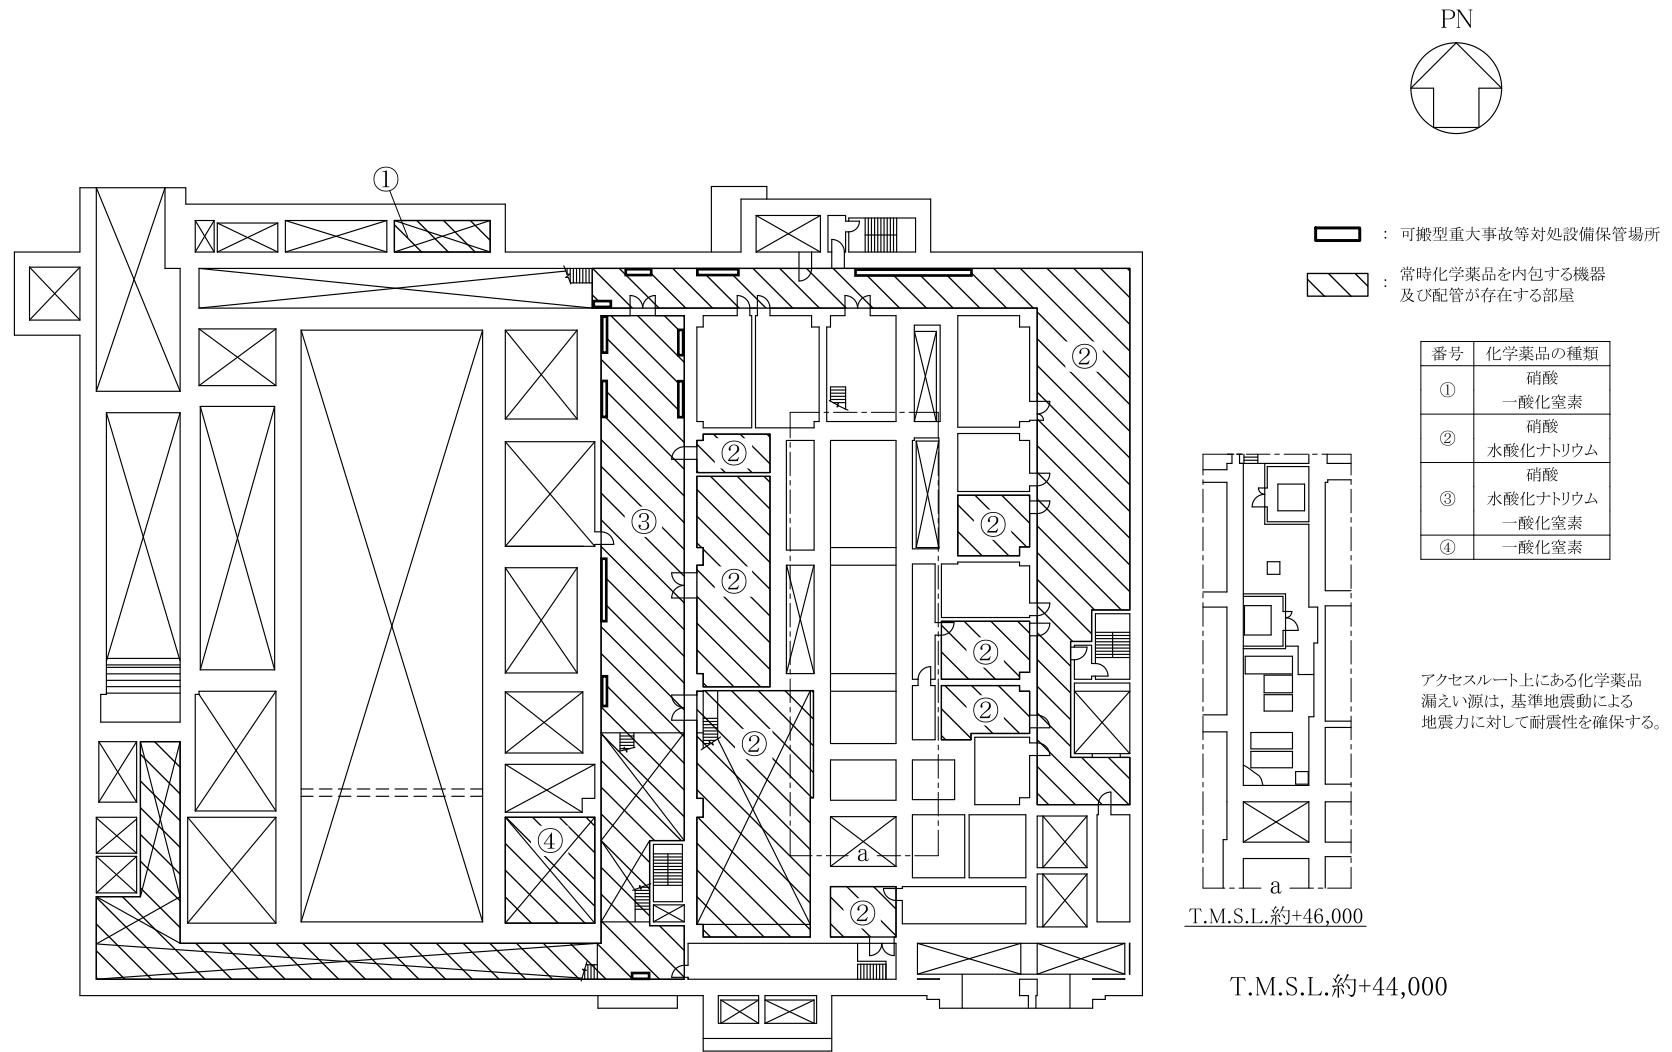 PN
①
: 可搬型重大事故等対処設備保管場所
: 常時化学薬品を内包する機器
及び配管が存在する部屋
番号 化学薬品の種類
① 硝酸
一酸化窒素
② 硝酸
水酸化ナトリウム
③ 硝酸
水酸化ナトリウム
一酸化窒素
④ 一酸化窒素
②
②
③
②
②
②
②
②
④
a
②
アクセスルート上にある化学薬品
漏えい源は, 基準地震動による
地震力に対して耐震性を確保する。
a
T.M.S.L.約+46,000
T.M.S.L.約+44,000